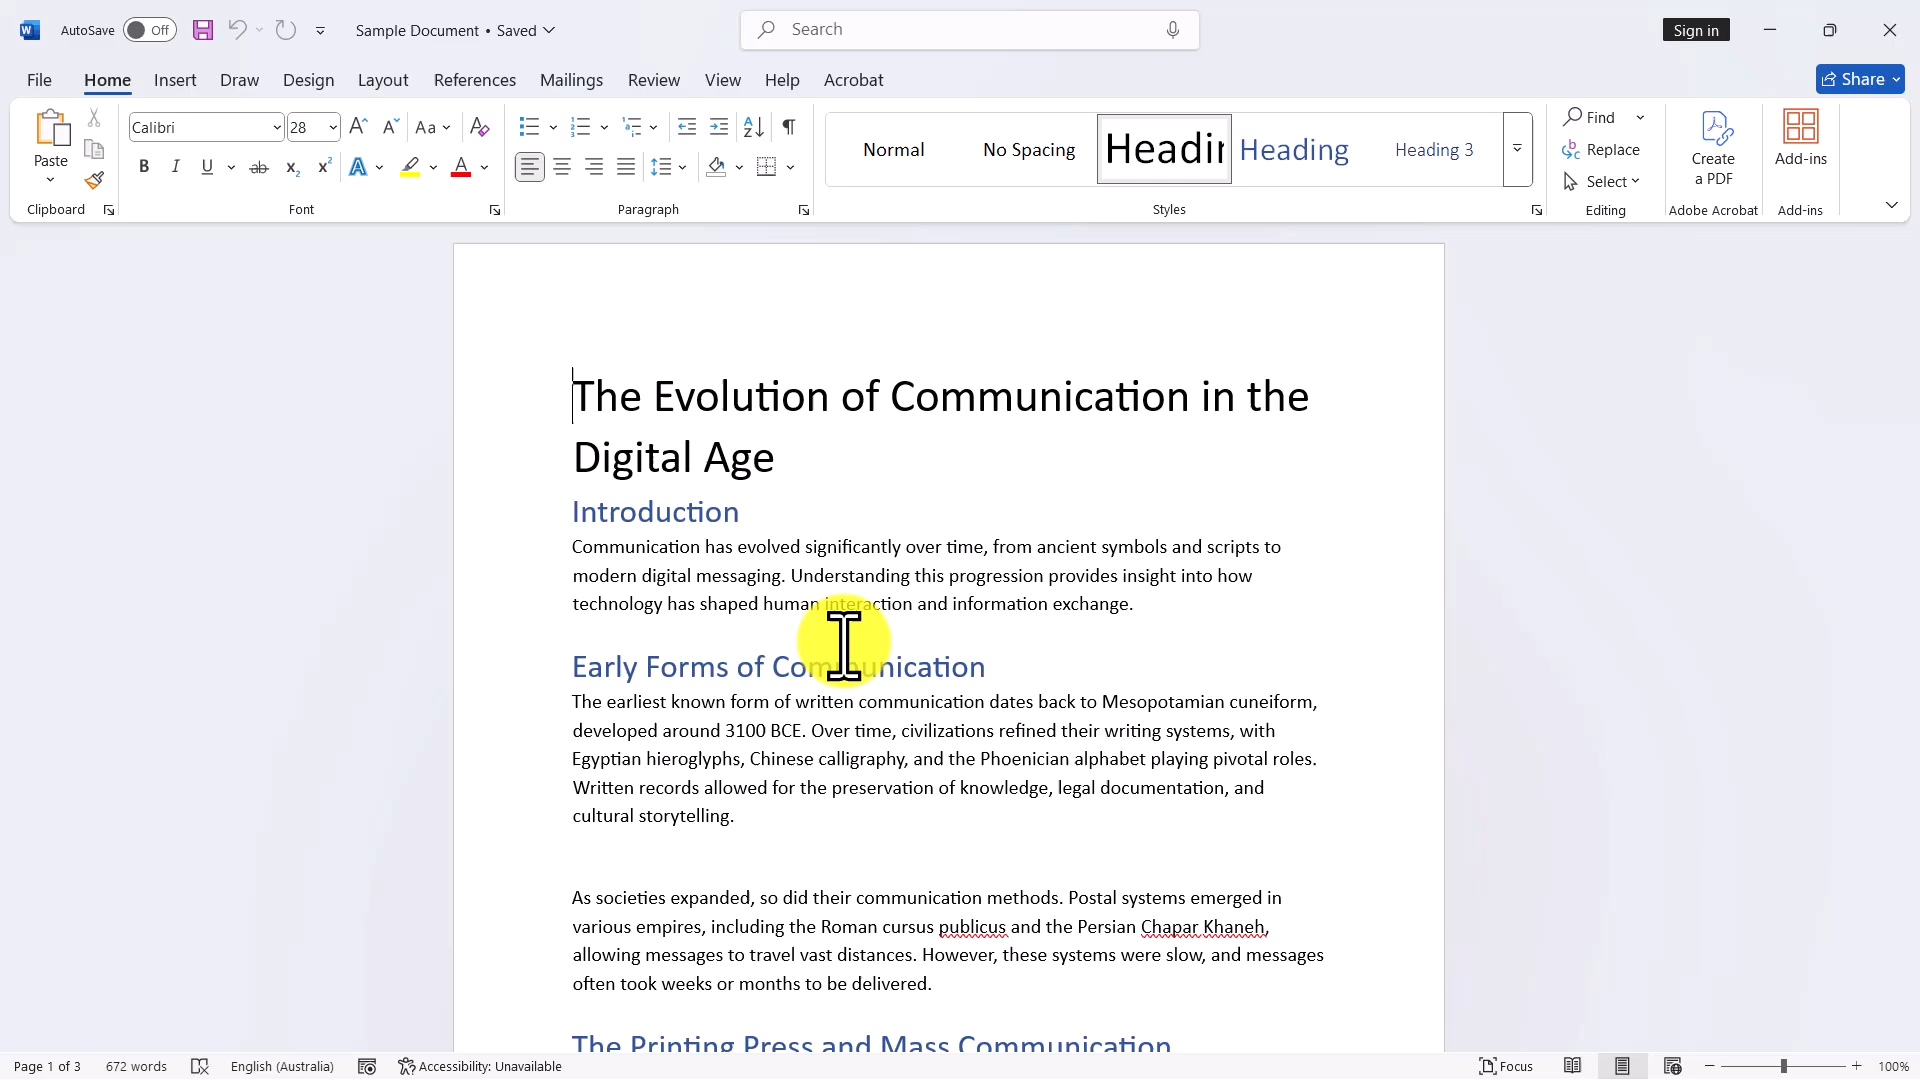 AutoSave Off Sample Document • Saved Search Sign in
File Home Insert Draw Design Layout References Mailings Review View Help Acrobat Share
Paste
Clipboard
Calibri 28
Aa
B I U ab x₂ x² A A
Font
Paragraph
Normal No Spacing Headin Heading Heading 3
Styles
Find
Replace
Select
Editing
Create
a PDF
Adobe Acrobat
Add-ins
Add-ins
The Evolution of Communication in the
Digital Age
Introduction
Communication has evolved significantly over time, from ancient symbols and scripts to
modern digital messaging. Understanding this progression provides insight into how
technology has shaped human interaction and information exchange.
Early Forms of Communication
The earliest known form of written communication dates back to Mesopotamian cuneiform,
developed around 3100 BCE. Over time, civilizations refined their writing systems, with
Egyptian hieroglyphs, Chinese calligraphy, and the Phoenician alphabet playing pivotal roles.
Written records allowed for the preservation of knowledge, legal documentation, and
cultural storytelling.
As societies expanded, so did their communication methods. Postal systems emerged in
various empires, including the Roman cursus publicus and the Persian Chapar Khaneh,
allowing messages to travel vast distances. However, these systems were slow, and messages
often took weeks or months to be delivered.
The Printing Press and Mass Communication
Page 1 of 3 672 words English (Australia) Accessibility: Unavailable Focus 100%